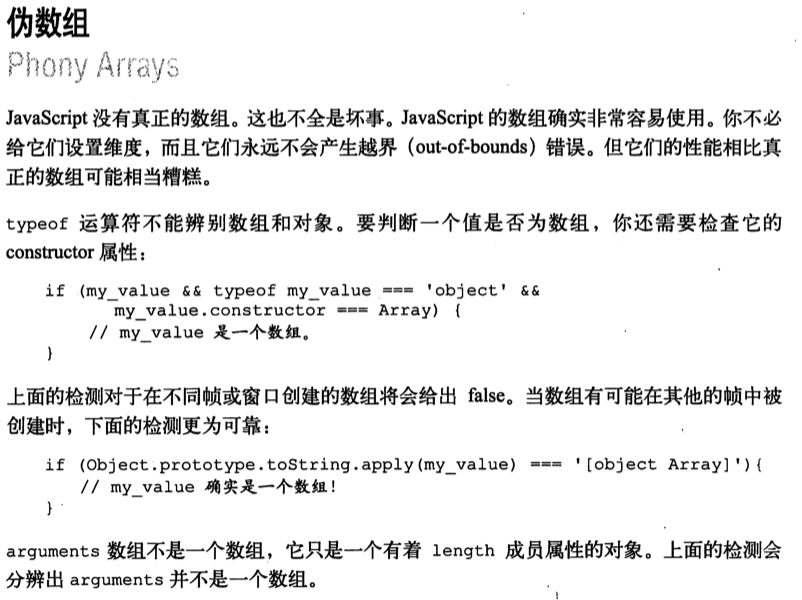 伪数组
Phony Arrays
JavaScript 没有真正的数组。这也不全是坏事。JavaScript 的数组确实非常容易使用。你不必
给它们设置维度，而且它们永远不会产生越界（out-of-bounds）错误。但它们的性能相比真
正的数组可能相当糟糕。
typeof 运算符不能辨别数组和对象。要判断一个值是否为数组，你还需要检查它的
constructor 属性：
if (my_value && typeof my_value === 'object' &&
my_value.constructor === Array) {
// my_value 是一个数组。
}
上面的检测对于在不同帧或窗口创建的数组将会给出 false。当数组有可能在其他的帧中被
创建时，下面的检测更为可靠：
if (Object.prototype.toString.apply(my_value) === '[object Array]'){
// my_value 确实是一个数组!
}
arguments 数组不是一个数组，它只是一个有着 length 成员属性的对象。上面的检测会
分辨出 arguments 并不是一个数组。